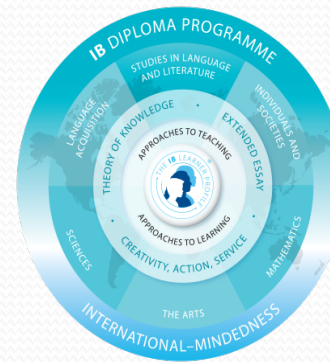 IB DIPLOMA PROGRAMME
STUDIES IN LANGUAGE
AND LITERATURE
LANGUAGE
ACQUISITION
INDIVIDUALS AND
SOCIETIES
THEORY OF KNOWLEDGE
EXTENDED ESSAY
APPROACHES TO TEACHING
THE IB LEARNER PROFILE
APPROACHES TO LEARNING
CREATIVITY, ACTION, SERVICE
SCIENCES
MATHEMATICS
THE ARTS
INTERNATIONAL-MINDEDNESS